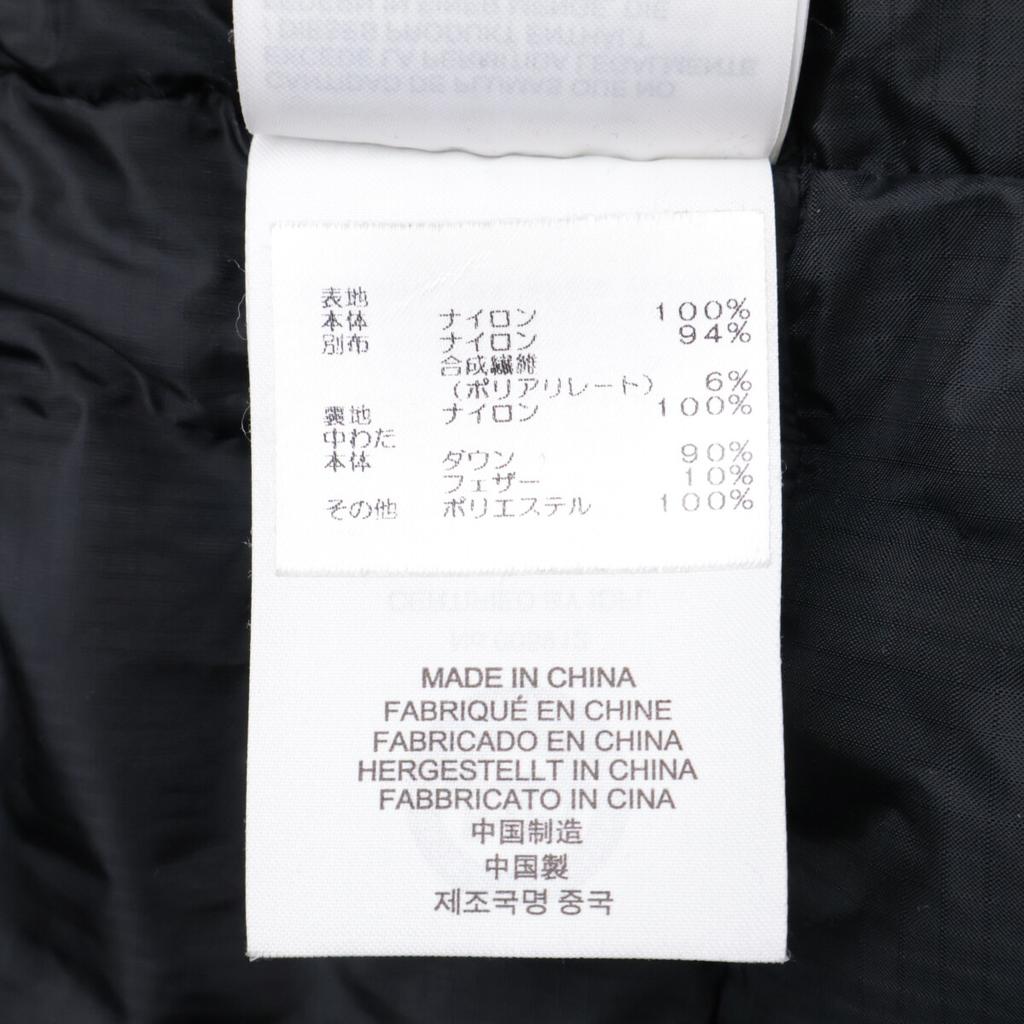 表地
本体 ナイロン 100%
別布 ナイロン 94%
合成繊維
(ポリアリレート) 6%
裏地 ナイロン 100%
中わた
本体 ダウン 90%
フェザー 10%
その他 ポリエステル 100%
MADE IN CHINA
FABRIQUÉ EN CHINE
FABRICADO EN CHINA
HERGESTELLT IN CHINA
FABBRICATO IN CINA
中国制造
中国製
제조국명 중국